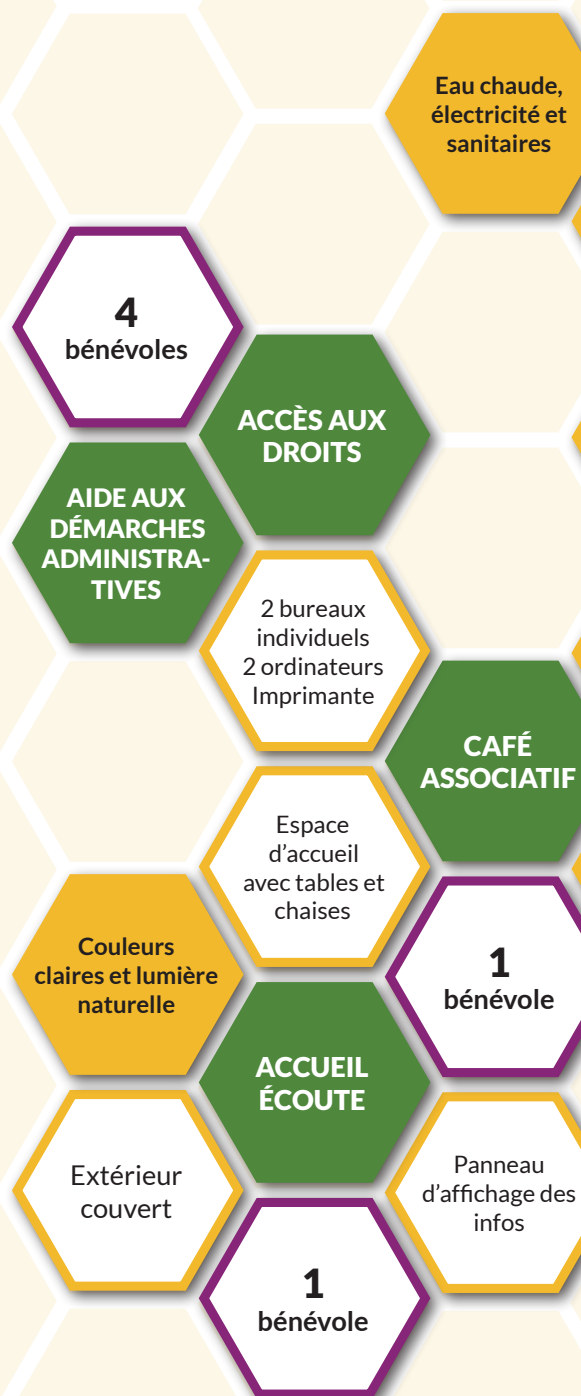 Eau chaude,
électricité et
sanitaires
4
bénévoles
ACCÈS AUX
DROITS
AIDE AUX
DÉMARCHES
ADMINISTRA-
TIVES
2 bureaux
individuels
2 ordinateurs
Imprimante
CAFÉ
ASSOCIATIF
Espace
d’accueil
avec tables et
chaises
Couleurs
claires et lumière
naturelle
1
bénévole
ACCUEIL
ÉCOUTE
Extérieur
couvert
Panneau
d’affichage des
infos
1
bénévole